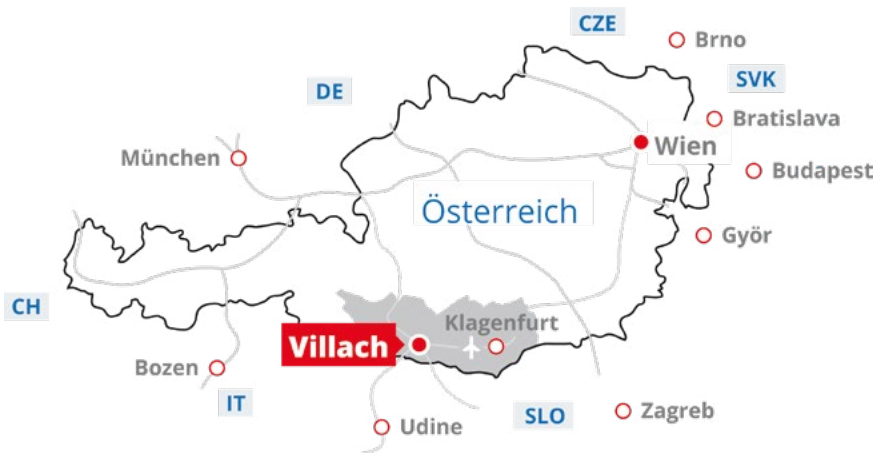 CZE
Brno
SVK
DE
Bratislava
Wien
München
Budapest
Österreich
Györ
CH
Klagenfurt
Villach
Bozen
IT
Udine
SLO
Zagreb